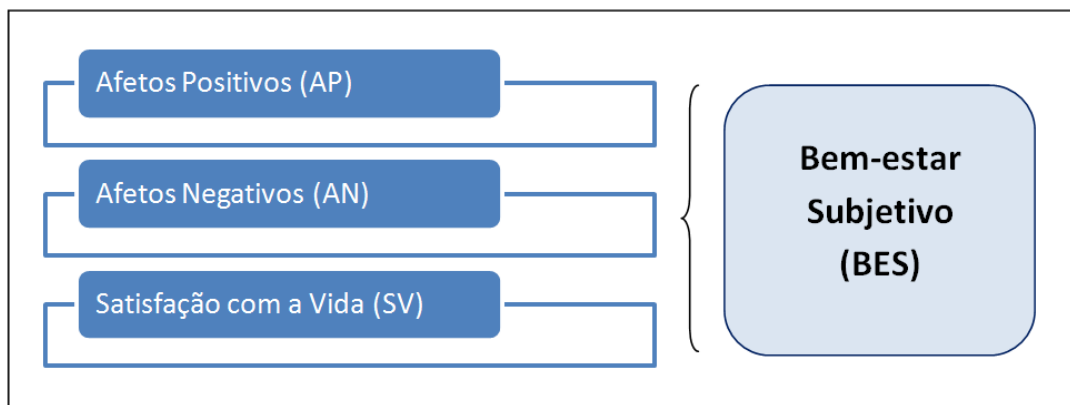 Afetos Positivos (AP)
Afetos Negativos (AN)
Satisfação com a Vida (SV)
Bem-estar
Subjetivo
(BES)